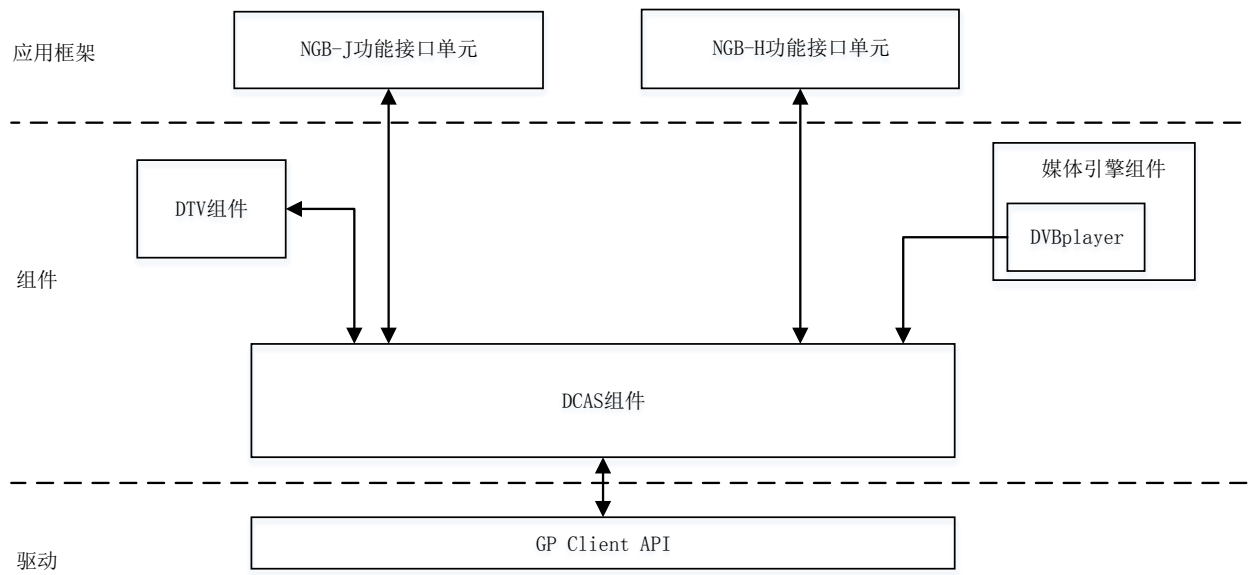 应用框架
NGB-J功能接口单元
NGB-H功能接口单元
DTV组件
媒体引擎组件
DVBplayer
组件
DCAS组件
GP Client API
驱动